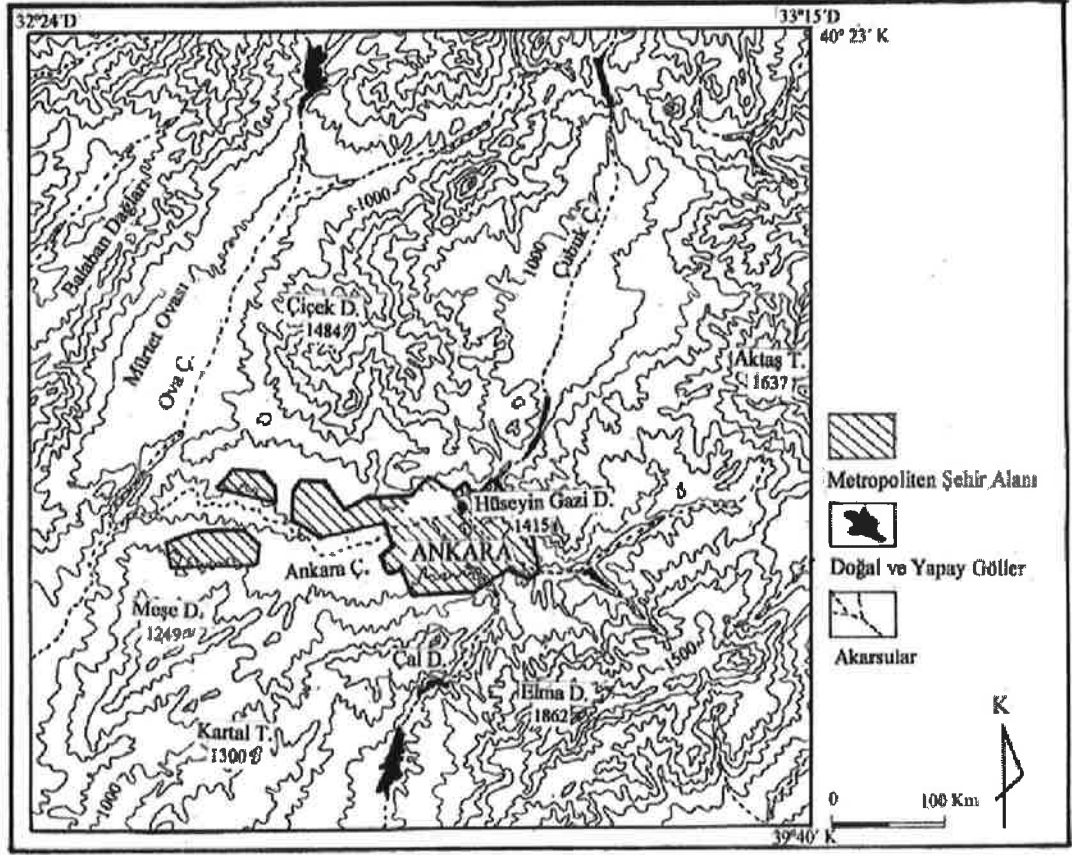 32°24´D
33°15´D
40° 23´ K
Balaban Dağları
Mürtet Ovası
Ova Ç.
1000
1000
Çubuk Ç.
Çiçek D.
1484
Aktaş T.
1637
Hüseyin Gazi D.
1415
ANKARA
Ankara Ç.
Meşe D.
1249
Çal D.
1500
Elma D.
1862
Kartal T.
1300
1000
Metropoliten Şehir Alanı
Doğal ve Yapay Göller
Akarsular
K
0 100 Km
39°40´ K